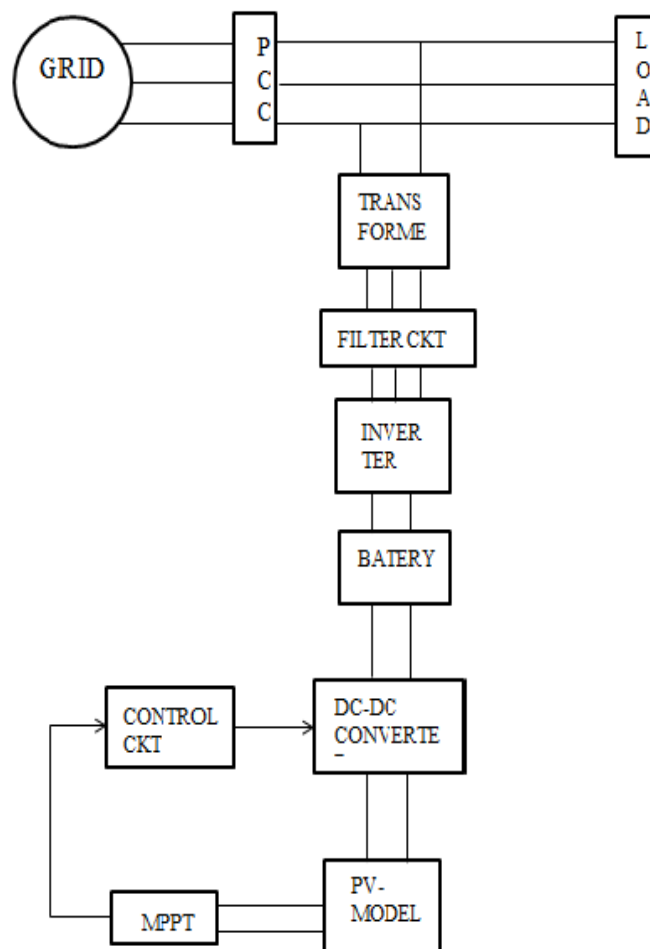 GRID
P
C
C
L
O
A
D
TRANS
FORME
FILTER CKT
INVER
TER
BATERY
CONTROL
CKT
DC-DC
CONVERTE
MPPT
PV-
MODEL